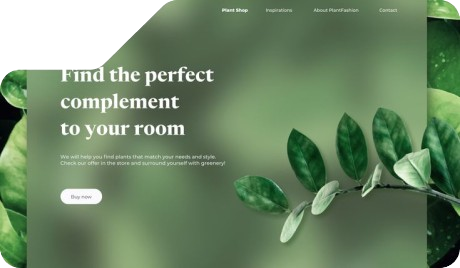 Plant Shop
Inspirations
About PlantFashion
Contact
Find the perfect
complement
to your room
We will help you find plants that match your needs and style.
Check our offer in the store and surround yourself with greenery!
Buy now